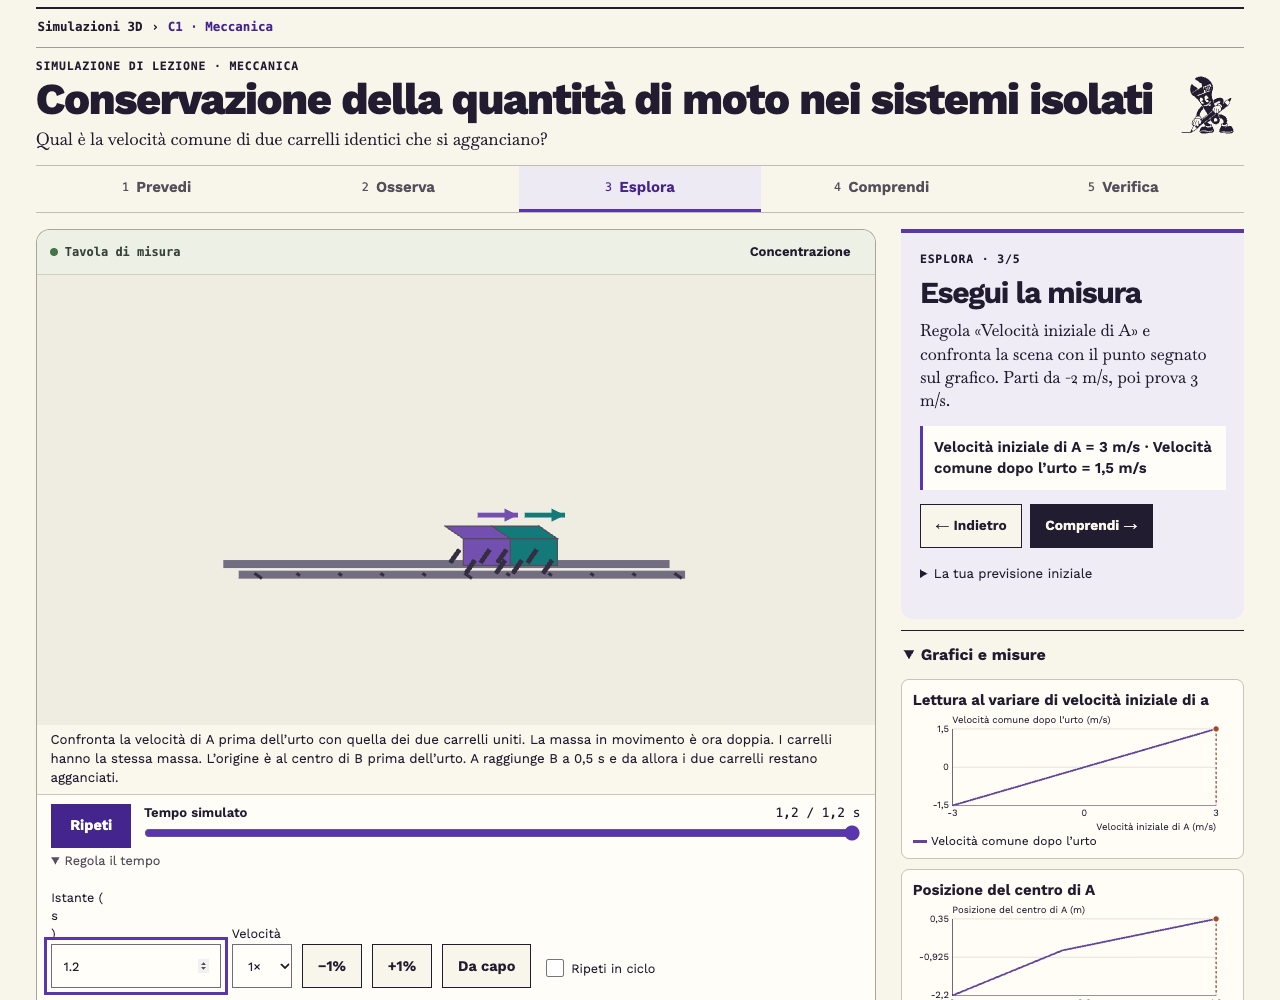 Simulazioni 3D › C1 · Meccanica
SIMULAZIONE DI LEZIONE · MECCANICA
Conservazione della quantità di moto nei sistemi isolati
Qual è la velocità comune di due carrelli identici che si agganciano?
1 Prevedi
2 Osserva
3 Esplora
4 Comprendi
5 Verifica
Tavola di misura
Concentrazione
Confronta la velocità di A prima dell’urto con quella dei due carrelli uniti. La massa in movimento è ora doppia. I carrelli
hanno la stessa massa. L’origine è al centro di B prima dell’urto. A raggiunge B a 0,5 s e da allora i due carrelli restano
agganciati.
Ripeti
Tempo simulato
1,2 / 1,2 s
▼ Regola il tempo
Istante (
s
)
Velocità
1.2
1×
−1%
+1%
Da capo
Ripeti in ciclo
ESPLORA · 3/5
Esegui la misura
Regola «Velocità iniziale di A» e
confronta la scena con il punto segnato
sul grafico. Parti da -2 m/s, poi prova 3
m/s.
Velocità iniziale di A = 3 m/s · Velocità
comune dopo l’urto = 1,5 m/s
← Indietro
Comprendi →
▶ La tua previsione iniziale
▼ Grafici e misure
Lettura al variare di velocità iniziale di a
Velocità comune dopo l’urto (m/s)
1,5
0
-1,5
-3
0
3
Velocità iniziale di A (m/s)
Velocità comune dopo l’urto
Posizione del centro di A
Posizione del centro di A (m)
0,35
-0,925
-2,2